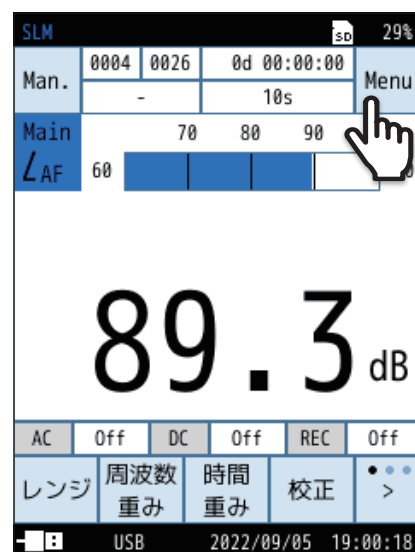 SLM SD 29%
Man. 0004 0026 0d 00:00:00 Menu
- 10s
Main 70 80 90
LAF 60
89.3 dB
AC Off DC Off REC Off
レンジ 周波数重み 時間重み 校正 >
USB 2022/09/05 19:00:18